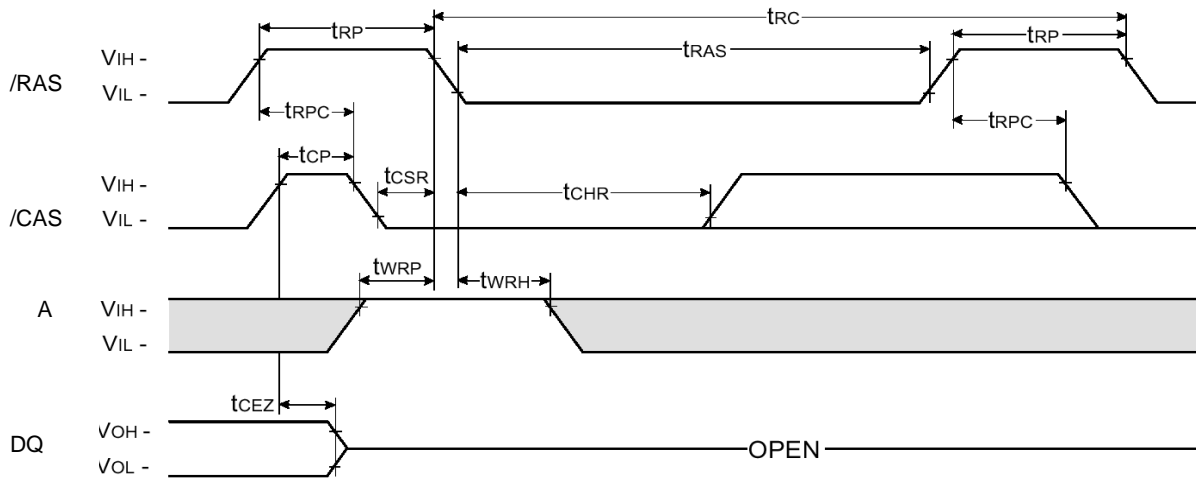 tRC
tRP
tRAS
tRP
/RAS
VIH -
VIL -
tRPC
tRPC
tCP
tCSR
tCHR
/CAS
VIH -
VIL -
tWRP
tWRH
A
VIH -
VIL -
tCEZ
DQ
VOH -
VOL -
OPEN